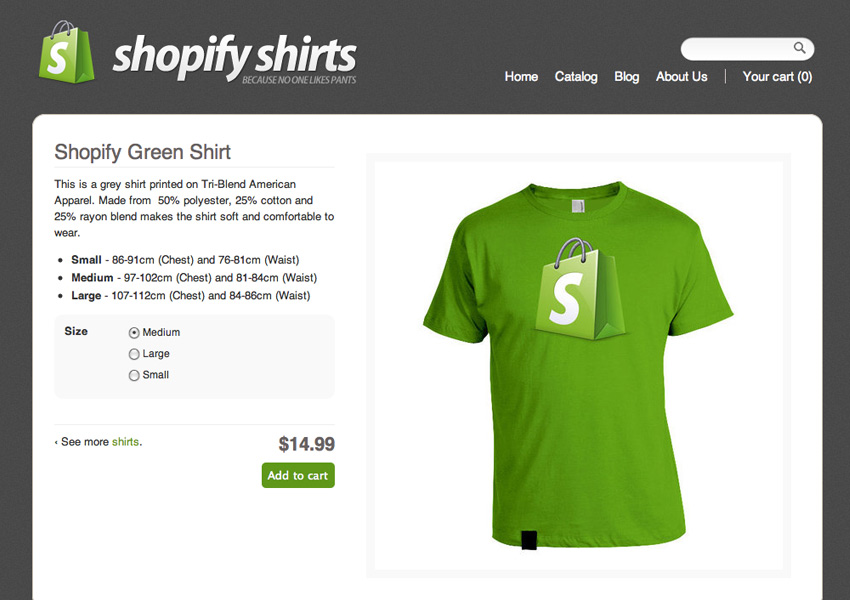 S shopify shirts
BECAUSE NO ONE LIKES PANTS
Home Catalog Blog About Us | Your cart (0)
Shopify Green Shirt
This is a grey shirt printed on Tri-Blend American
Apparel. Made from  50% polyester, 25% cotton and
25% rayon blend makes the shirt soft and comfortable to
wear.
• Small - 86-91cm (Chest) and 76-81cm (Waist)
• Medium - 97-102cm (Chest) and 81-84cm (Waist)
• Large - 107-112cm (Chest) and 84-86cm (Waist)
Size
Medium
Large
Small
‹ See more shirts.
$14.99
Add to cart
S